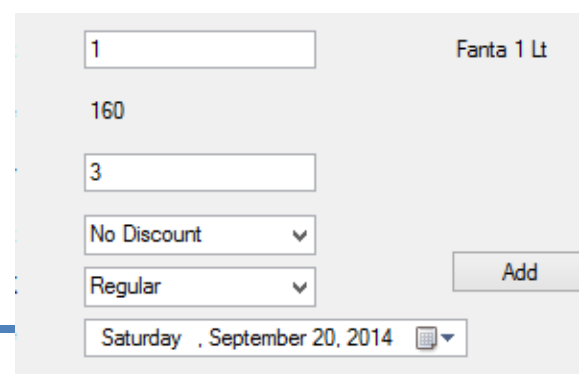 1 Fanta 1 Lt
160
3
No Discount
Add
Regular
Saturday , September 20, 2014